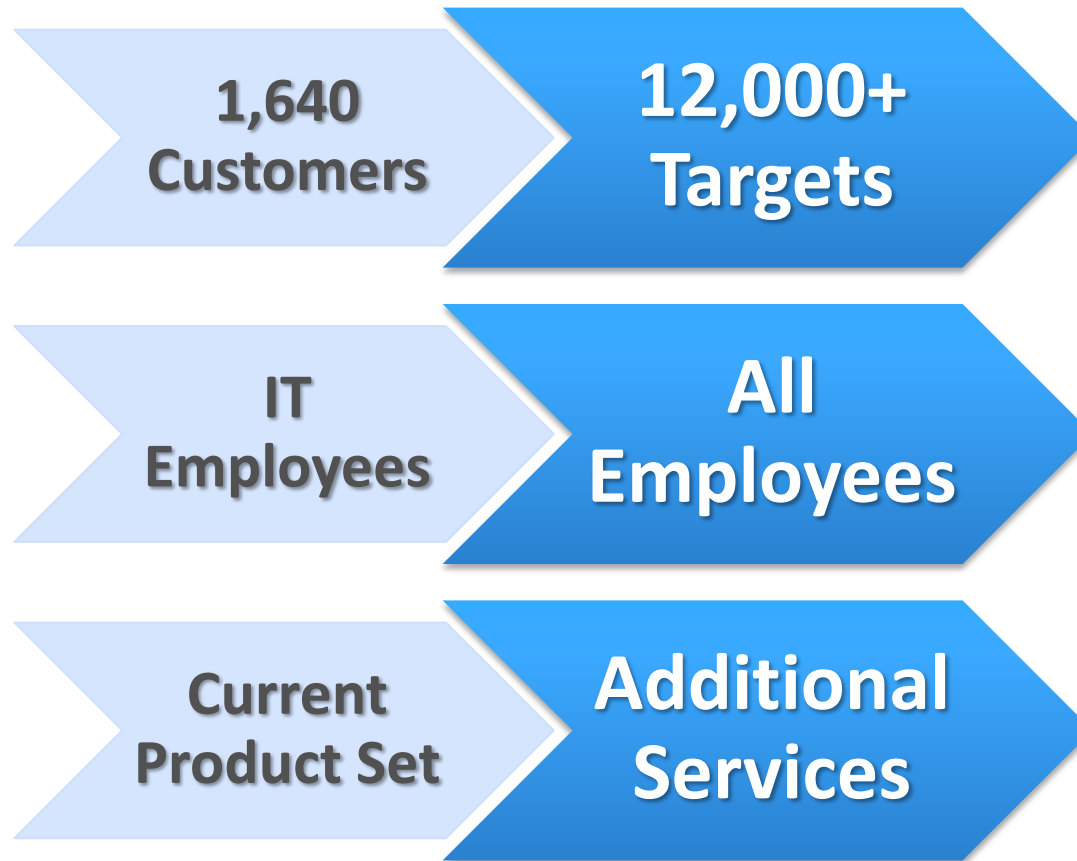 1,640
Customers
12,000+
Targets
IT
Employees
All
Employees
Current
Product Set
Additional
Services